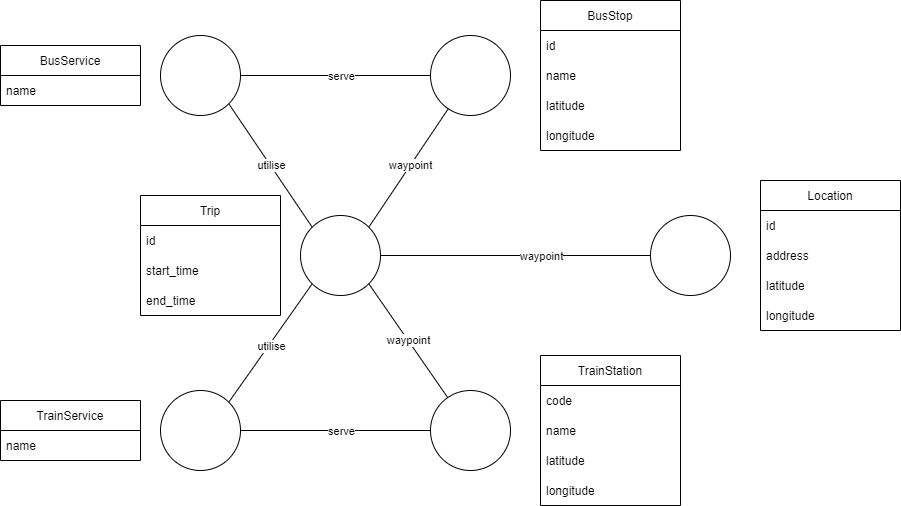 BusStop
id
name
latitude
longitude
BusService
name
serve
utilise
waypoint
Trip
id
start_time
end_time
waypoint
Location
id
address
latitude
longitude
utilise
waypoint
TrainStation
code
name
latitude
longitude
TrainService
name
serve